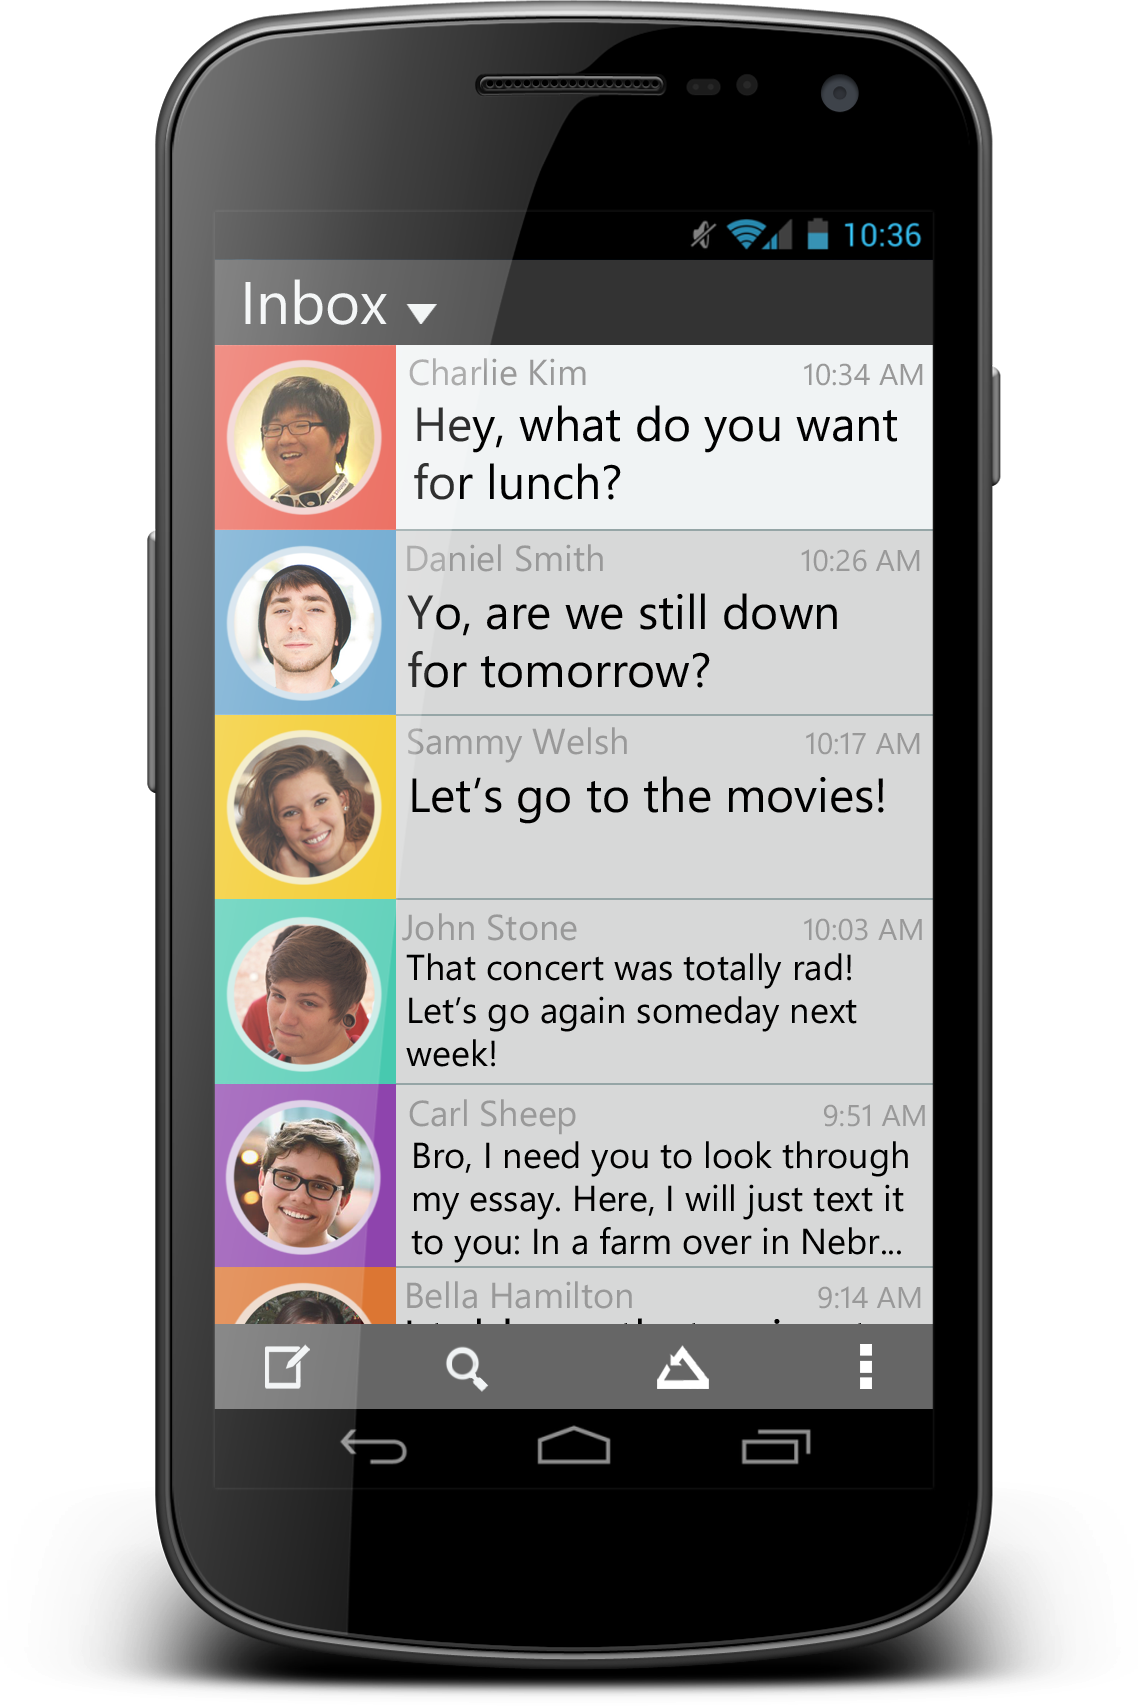 10:36
Inbox
Charlie Kim 10:34 AM
Hey, what do you want
for lunch?
Daniel Smith 10:26 AM
Yo, are we still down
for tomorrow?
Sammy Welsh 10:17 AM
Let’s go to the movies!
John Stone 10:03 AM
That concert was totally rad!
Let’s go again someday next
week!
Carl Sheep 9:51 AM
Bro, I need you to look through
my essay. Here, I will just text it
to you: In a farm over in Nebr...
Bella Hamilton 9:14 AM